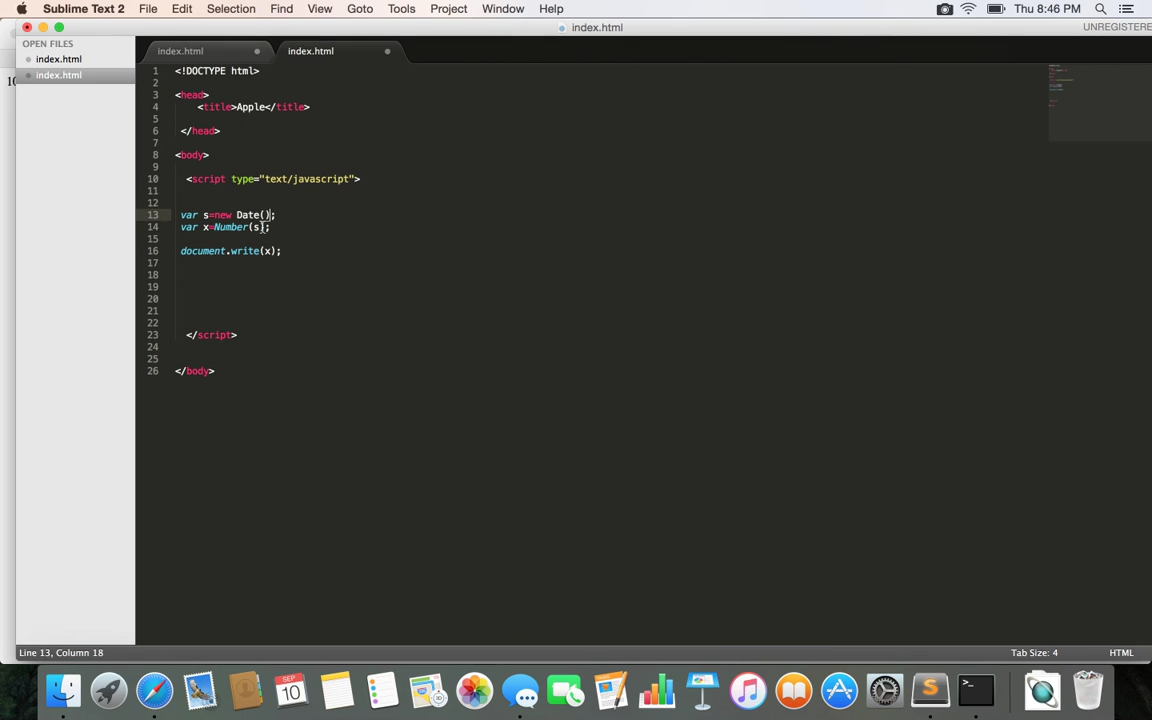 Sublime Text 2 File Edit Selection Find View Goto Tools Project Window Help Thu 8:46 PM
index.html
UNREGISTERE
OPEN FILES
index.html
index.html
10
index.html index.html
1 <!DOCTYPE html>
2
3 <head>
4 <title>Apple</title>
5
6 </head>
7
8 <body>
9
10 <script type="text/javascript">
11
12
13 var s=new Date();
14 var x=Number(s);
15
16 document.write(x);
17
18
19
20
21
22
23 </script>
24
25
26 </body>
Line 13, Column 18 Tab Size: 4 HTML
SEP
10